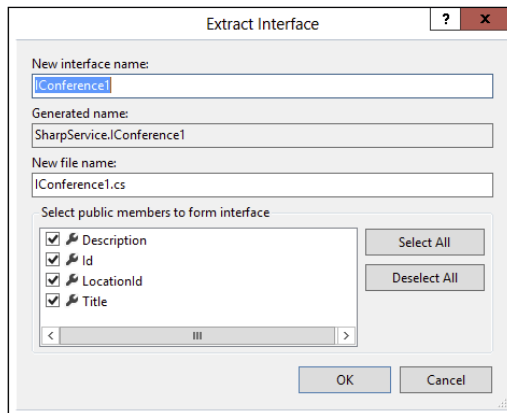 Extract Interface
? x
New interface name:
IConference1
Generated name:
SharpService.IConference1
New file name:
IConference1.cs
Select public members to form interface
Description
Id
LocationId
Title
Select All
Deselect All
OK
Cancel